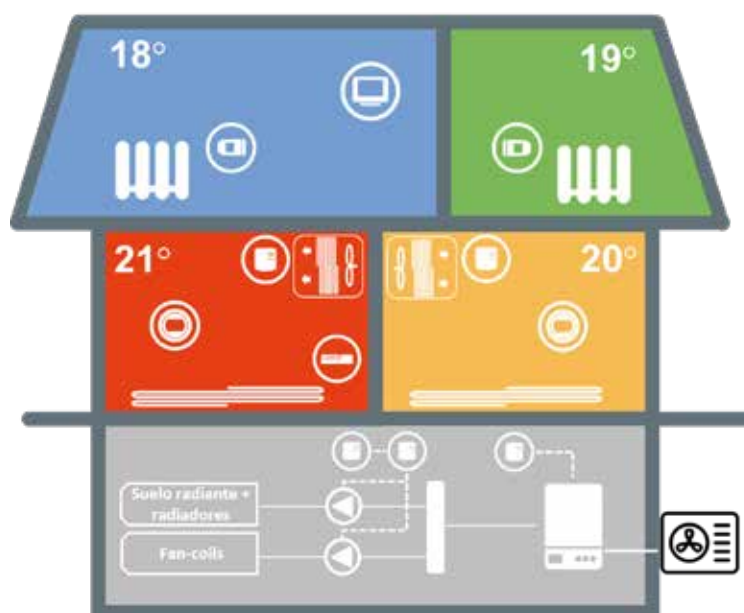 18°
19°
21°
20°
Suelo radiante +
radiadores
Fan-coils